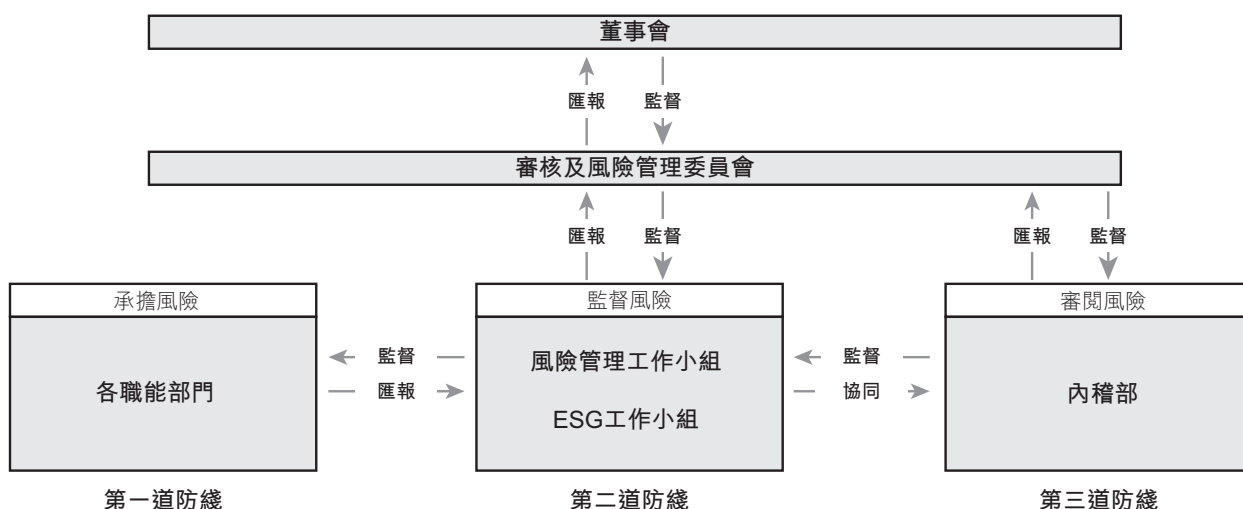 董事會
匯報 監督
審核及風險管理委員會
匯報 監督 匯報 監督
承擔風險 監督風險 審閱風險
各職能部門 監督 風險管理工作小組 監督 內稽部
匯報 ESG工作小組 協同
第一道防綫 第二道防綫 第三道防綫